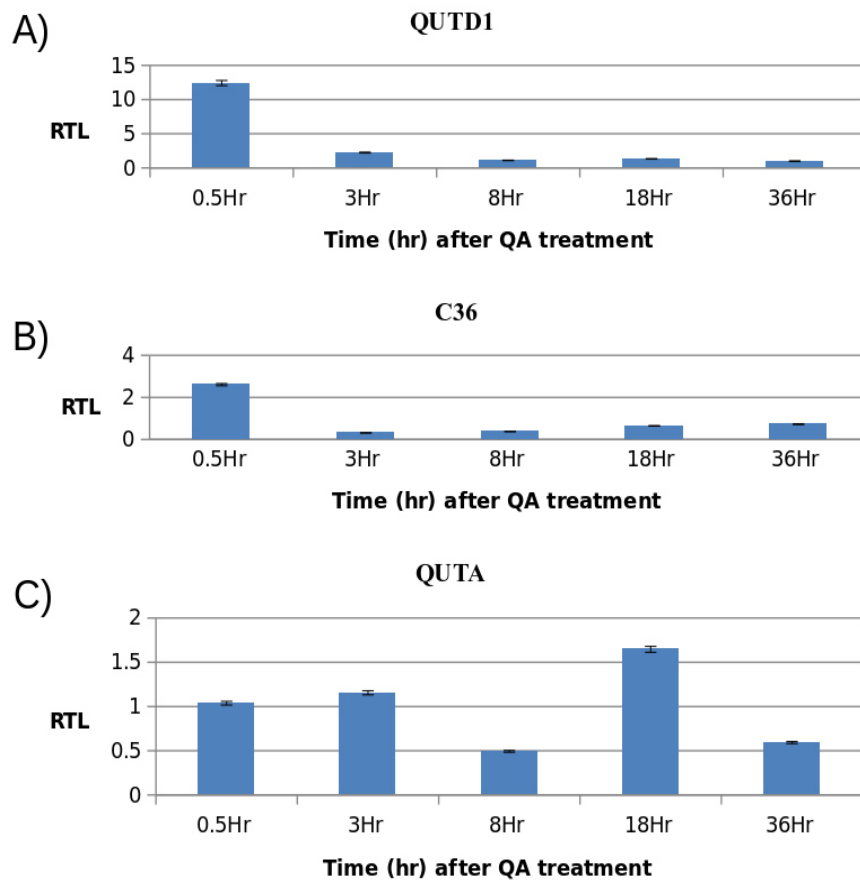 A)
QUTD1
15
10
RTL
5
0
0.5Hr 3Hr 8Hr 18Hr 36Hr
Time (hr) after QA treatment
B)
C36
4
2
RTL
0
0.5Hr 3Hr 8Hr 18Hr 36Hr
Time (hr) after QA treatment
C)
QUTA
2
1.5
1
RTL
0.5
0
0.5Hr 3Hr 8Hr 18Hr 36Hr
Time (hr) after QA treatment